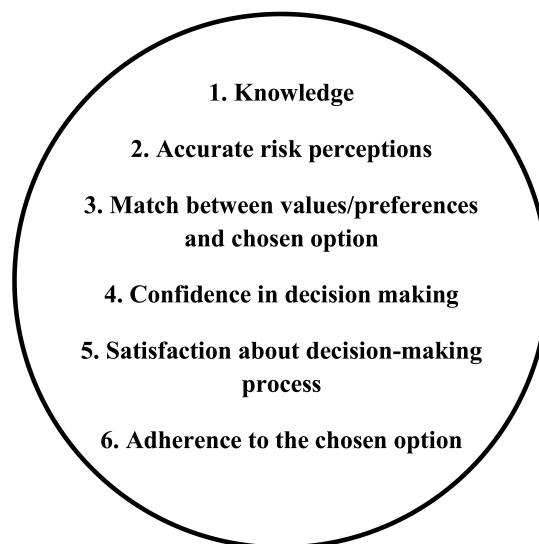 1. Knowledge
2. Accurate risk perceptions
3. Match between values/preferences
and chosen option
4. Confidence in decision making
5. Satisfaction about decision-making
process
6. Adherence to the chosen option